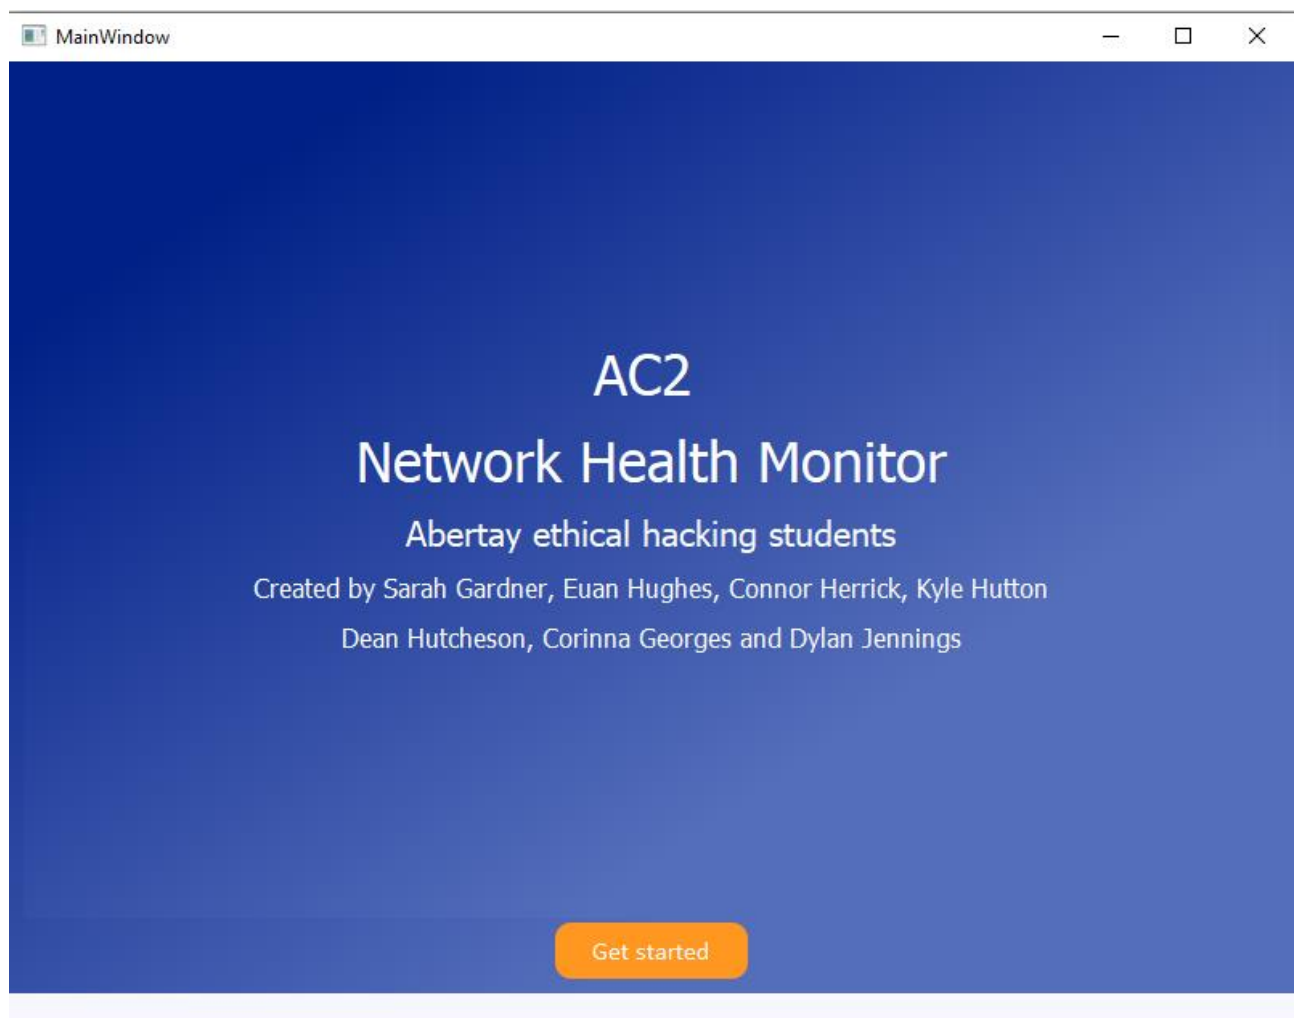 MainWindow
AC2
Network Health Monitor
Abertay ethical hacking students
Created by Sarah Gardner, Euan Hughes, Connor Herrick, Kyle Hutton
Dean Hutcheson, Corinna Georges and Dylan Jennings
Get started